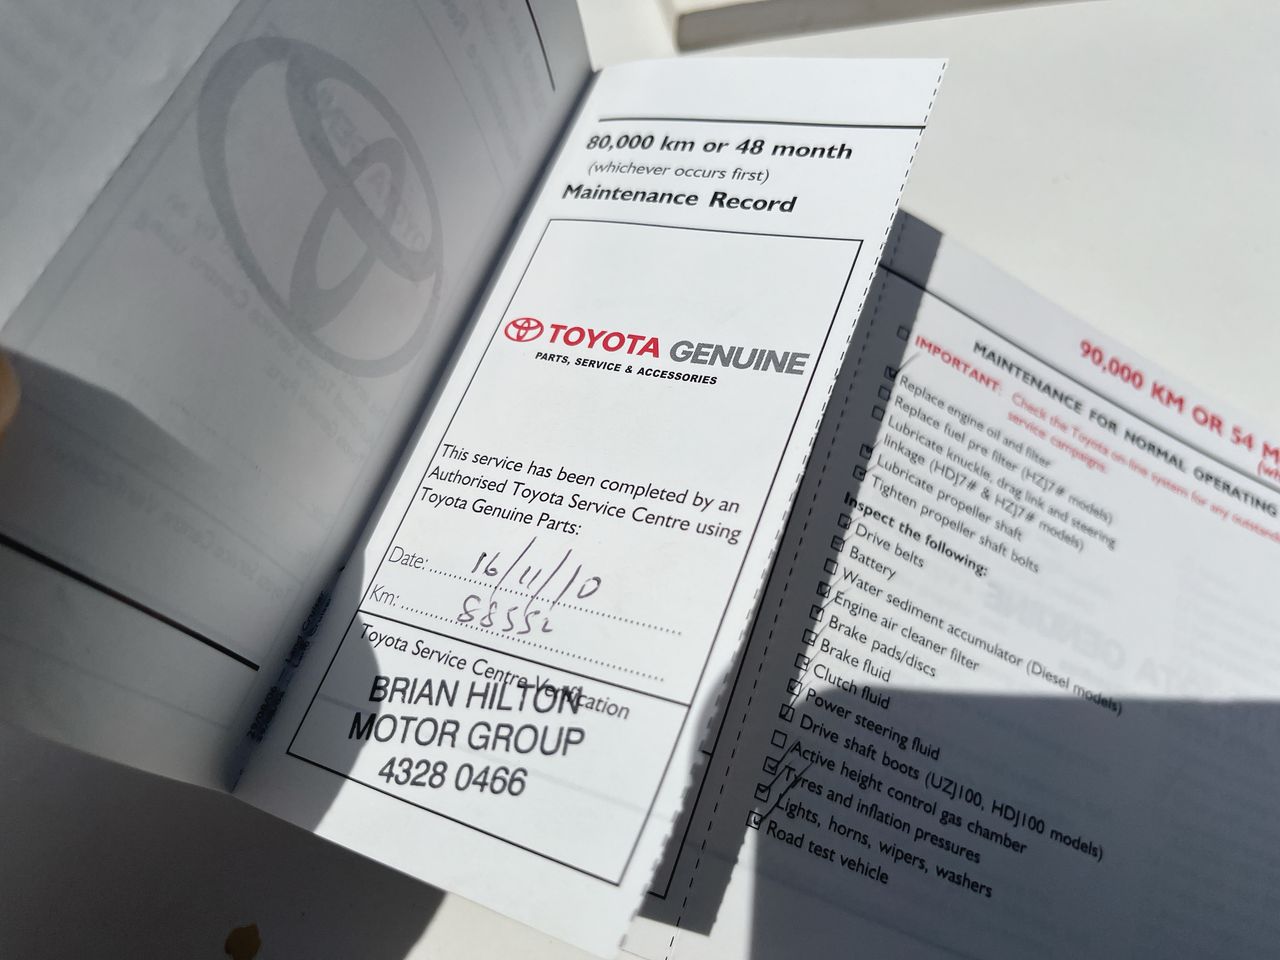 80,000 km or 48 month
(whichever occurs first)
Maintenance Record
TOYOTA GENUINE
PARTS, SERVICE & ACCESSORIES
This service has been completed by an
Authorised Toyota Service Centre using
Toyota Genuine Parts:
Date: 16/11/10
Km: 88552
Toyota Service Centre Verification
BRIAN HILTON
MOTOR GROUP
4328 0466
90,000 KM OR 54 M
MAINTENANCE FOR NORMAL OPERATING
IMPORTANT: Check the Toyota on-line system for any
service campaigns.
Replace engine oil and filter
Replace fuel pre filter (HZJ7# models)
Lubricate knuckle, drag link and steering
linkage (HDJ7# & HZJ7# models)
Lubricate propeller shaft
Tighten propeller shaft bolts
Inspect the following:
Drive belts
Battery
Water sediment accumulator (Diesel models)
Engine air cleaner filter
Brake pads/discs
Brake fluid
Clutch fluid
Power steering fluid
Drive shaft boots (UZJ100, HDJ100 models)
Active height control gas chamber
Tyres and inflation pressures
Lights, horns, wipers, washers
Road test vehicle